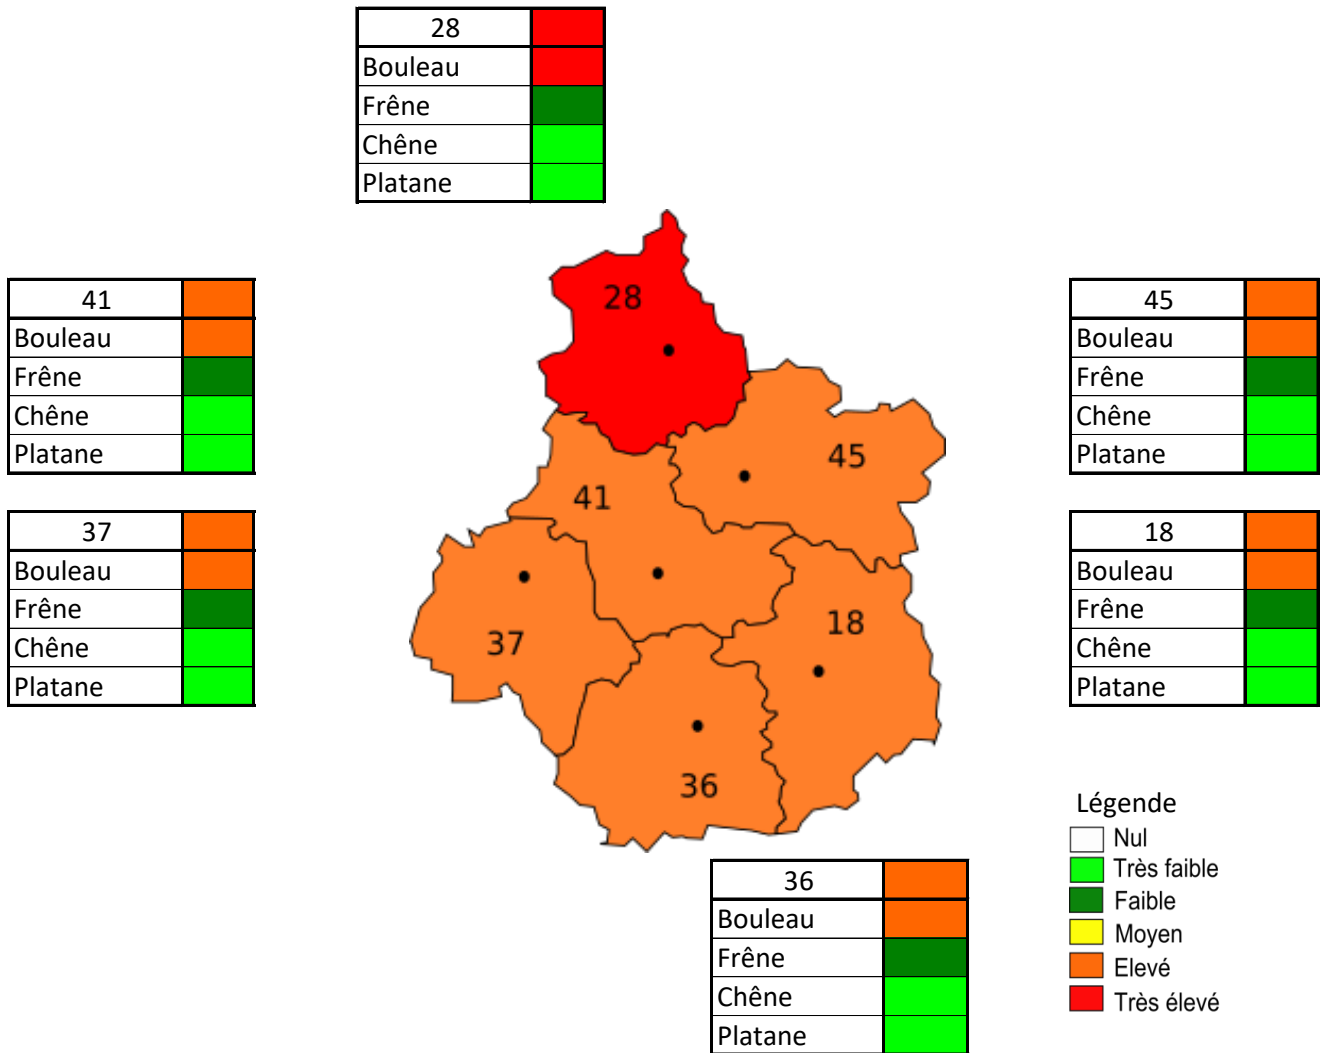 28
Bouleau
Frêne
Chêne
Platane
41
Bouleau
Frêne
Chêne
Platane
37
Bouleau
Frêne
Chêne
Platane
28
45
41
37
18
36
45
Bouleau
Frêne
Chêne
Platane
18
Bouleau
Frêne
Chêne
Platane
36
Bouleau
Frêne
Chêne
Platane
Légende
Nul
Très faible
Faible
Moyen
Elevé
Très élevé